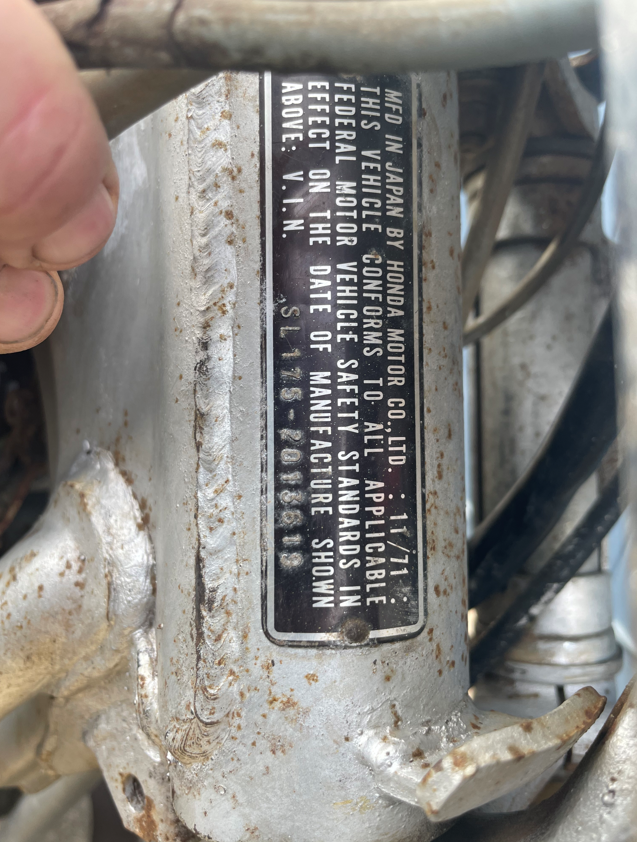 MFD IN JAPAN BY HONDA MOTOR CO.,LTD. : 11/71 :
THIS VEHICLE CONFORMS TO ALL APPLICABLE
FEDERAL MOTOR VEHICLE SAFETY STANDARDS IN
EFFECT ON THE DATE OF MANUFACTURE SHOWN
ABOVE: V.I.N.